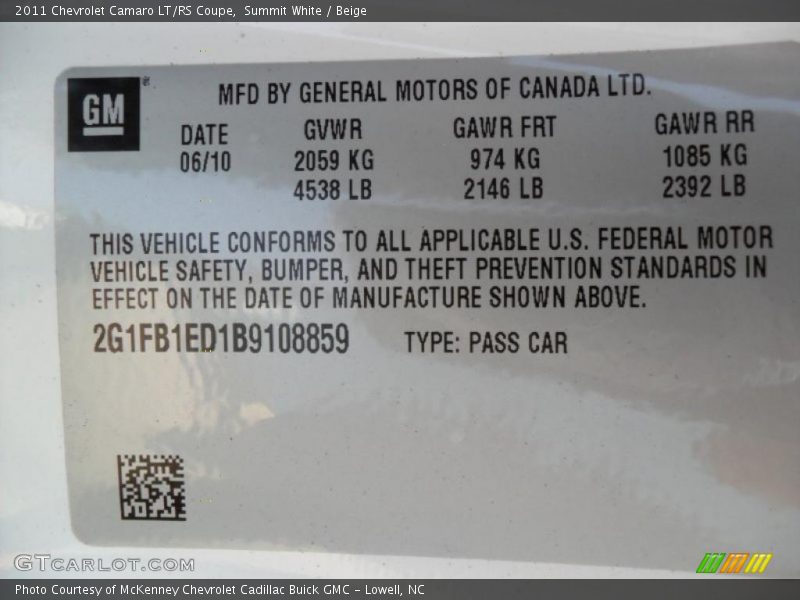 2011 Chevrolet Camaro LT/RS Coupe, Summit White / Beige
GM ®
MFD BY GENERAL MOTORS OF CANADA LTD.
DATE GVWR GAWR FRT GAWR RR
06/10 2059 KG 974 KG 1085 KG
4538 LB 2146 LB 2392 LB
THIS VEHICLE CONFORMS TO ALL APPLICABLE U.S. FEDERAL MOTOR
VEHICLE SAFETY, BUMPER, AND THEFT PREVENTION STANDARDS IN
EFFECT ON THE DATE OF MANUFACTURE SHOWN ABOVE.
2G1FB1ED1B9108859 TYPE: PASS CAR
GTCARLOT.COM
Photo Courtesy of McKenney Chevrolet Cadillac Buick GMC - Lowell, NC